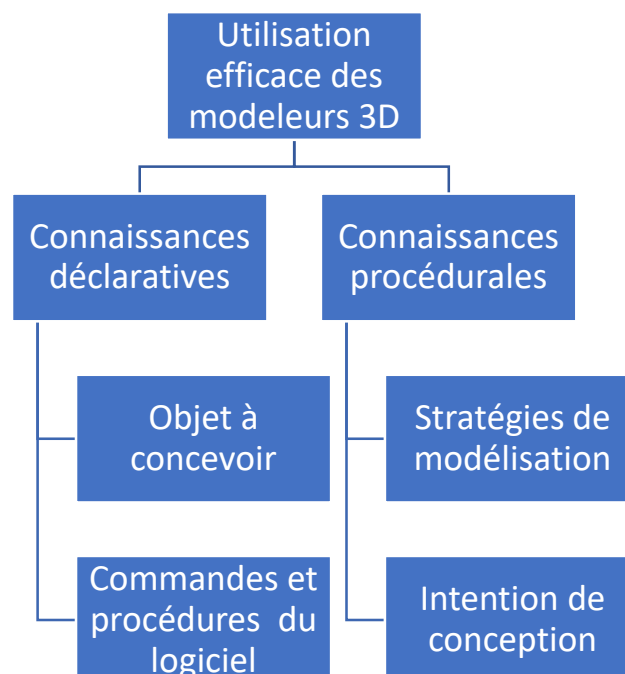 Utilisation
efficace des
modeleurs 3D
Connaissances
déclaratives
Connaissances
procédurales
Objet à
concevoir
Stratégies de
modélisation
Commandes et
procédures du
logiciel
Intention de
conception